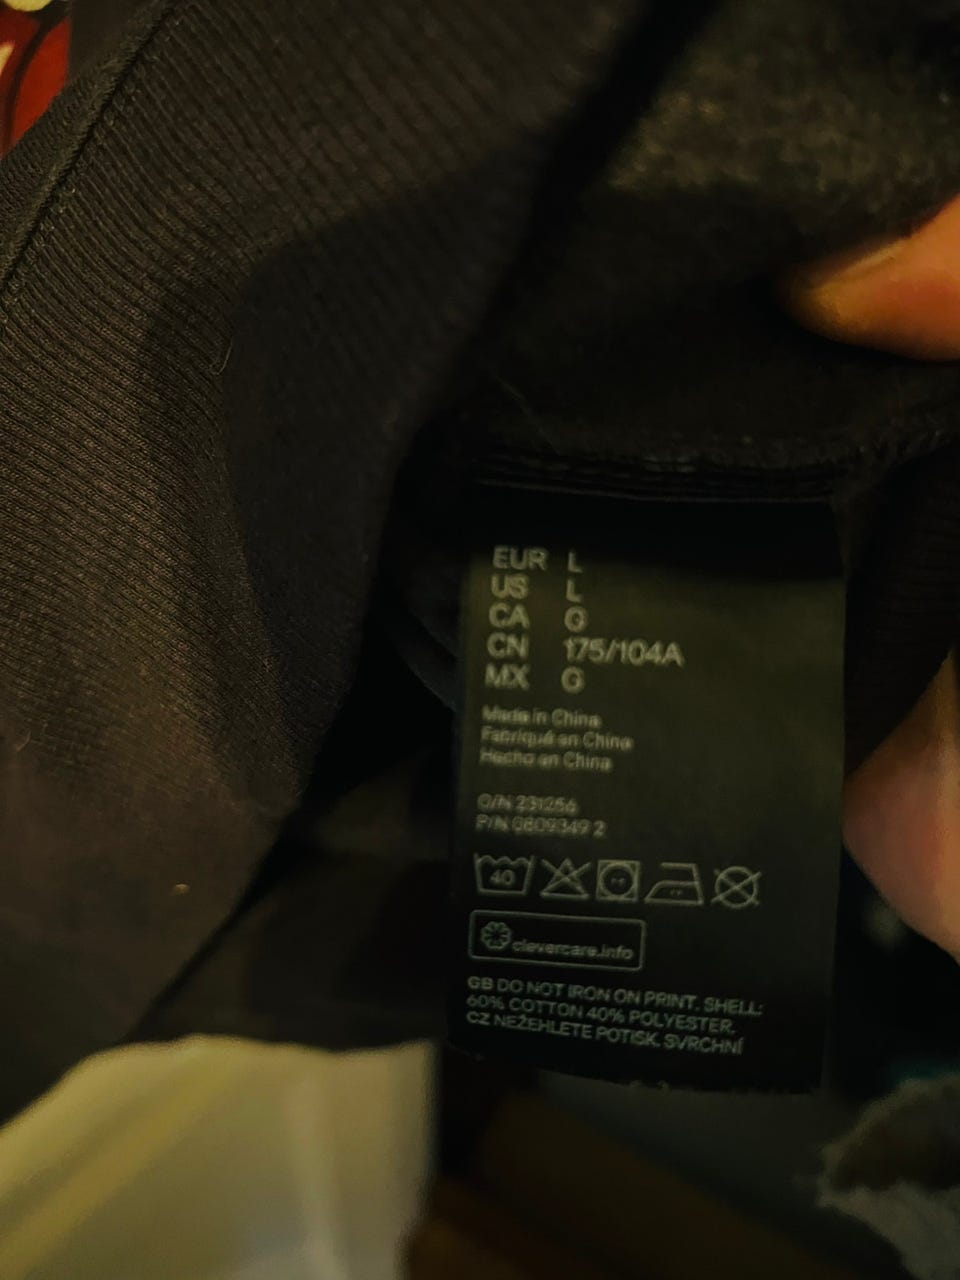 EUR L
US L
CA G
CN 175/104A
MX G
Made in China
Fabriqué en China
Hecho en China
O/N 231256
P/N 0809349 2
40
clevercare.info
GB DO NOT IRON ON PRINT. SHELL:
60% COTTON 40% POLYESTER.
CZ NEŽEHLETE POTISK. SVRCHNÍ